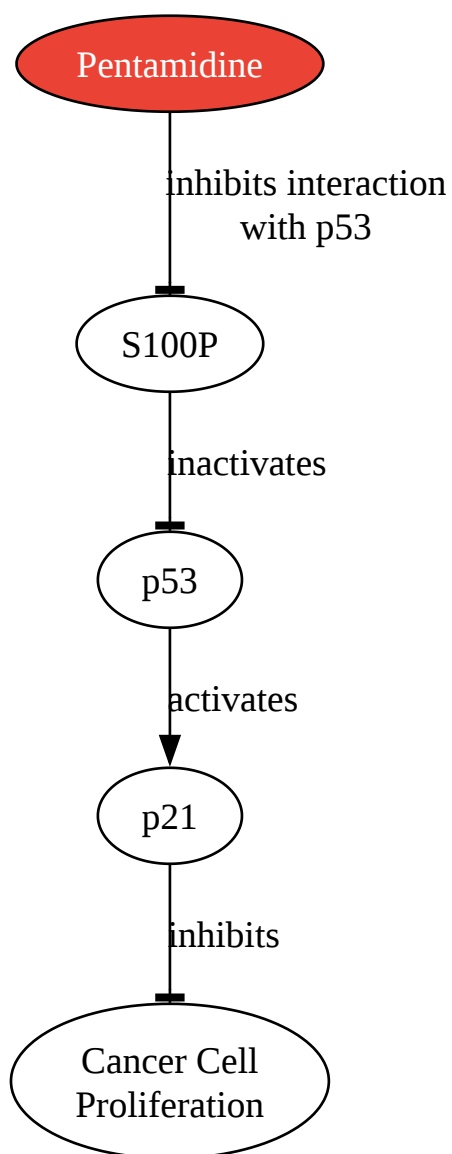 Pentamidine
inhibits interaction
with p53
S100P
inactivates
p53
activates
p21
inhibits
Cancer Cell
Proliferation